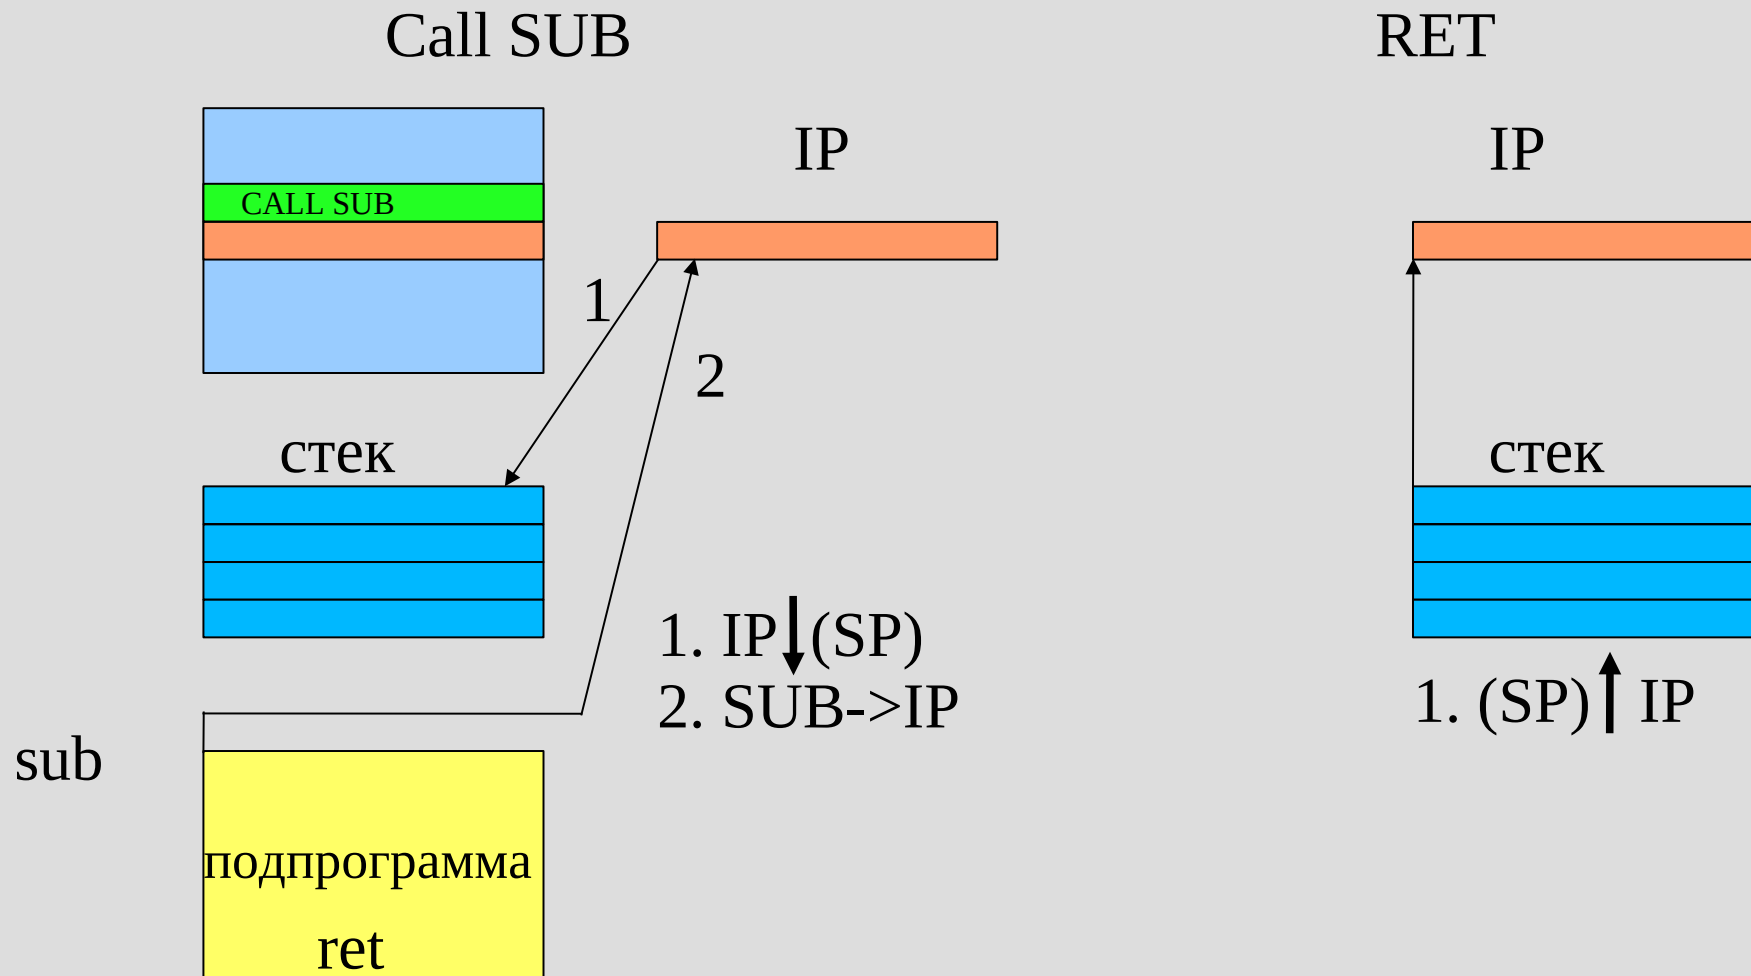 Call SUB
RET
IP
IP
CALL SUB
1
2
стек
стек
1. IP (SP)
2. SUB->IP
1. (SP) IP
sub
подпрограмма
ret